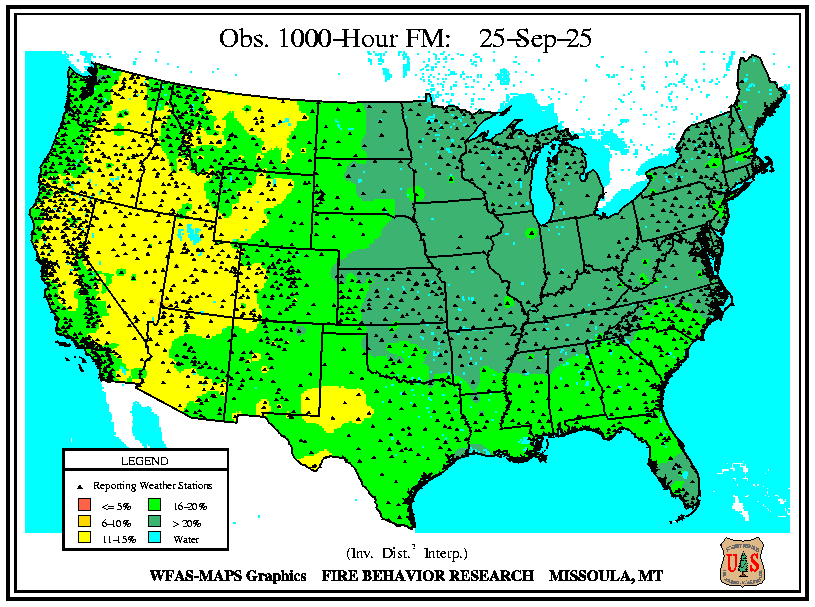 Obs. 1000-Hour FM: 25-Sep-25
LEGEND
Reporting Weather Stations
<= 5%
16-20%
6-10%
> 20%
11-15%
Water
(Inv. Dist.² Interp.)
WFAS-MAPS Graphics FIRE BEHAVIOR RESEARCH MISSOULA, MT
U S